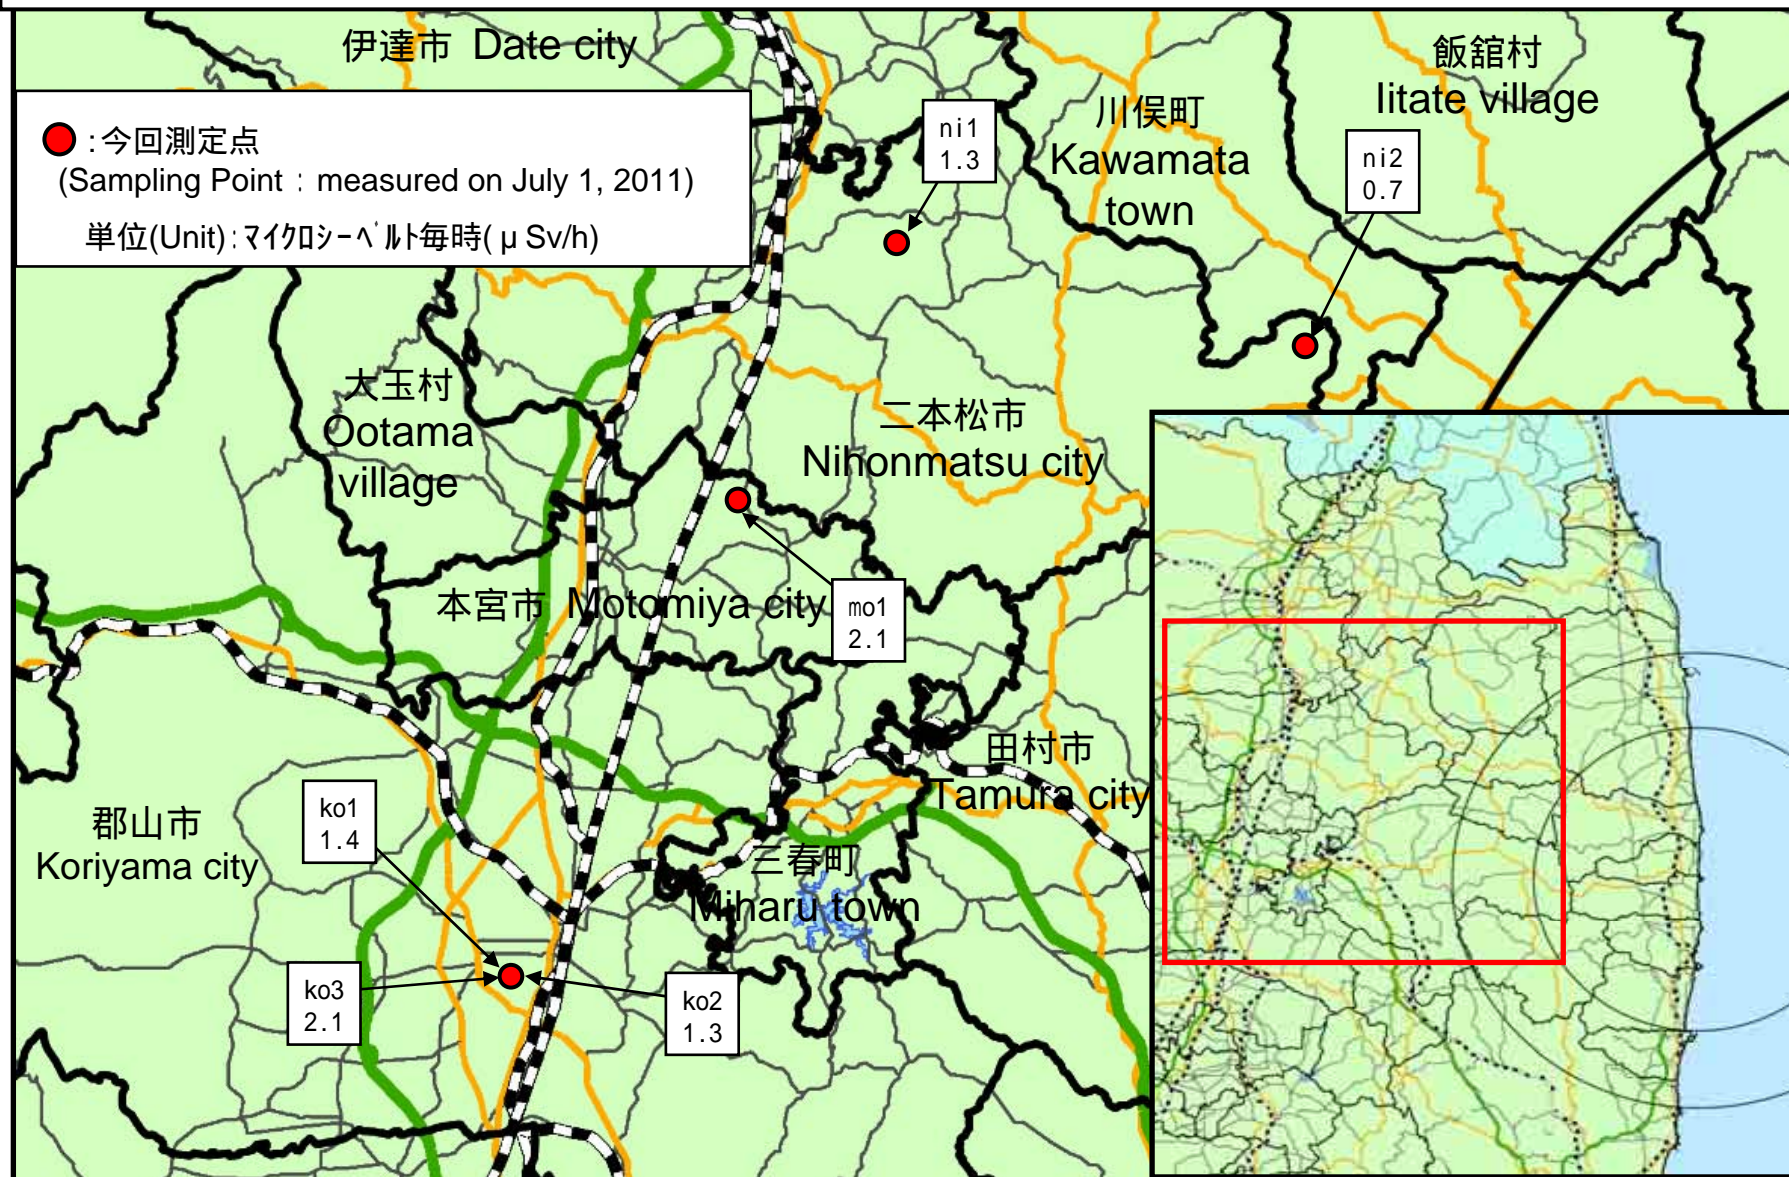 伊達市 Date city
飯舘村
Iitate village
川俣町
Kawamata
town
●:今回測定点
(Sampling Point : measured on July 1, 2011)
単位(Unit):マイクロシーベルト毎時(μSv/h)
ni1
1.3
ni2
0.7
大玉村
Ootama
village
二本松市
Nihonmatsu city
本宮市 Motomiya city
mo1
2.1
田村市
Tamura city
郡山市
Koriyama city
ko1
1.4
三春町
Miharu town
ko3
2.1
ko2
1.3